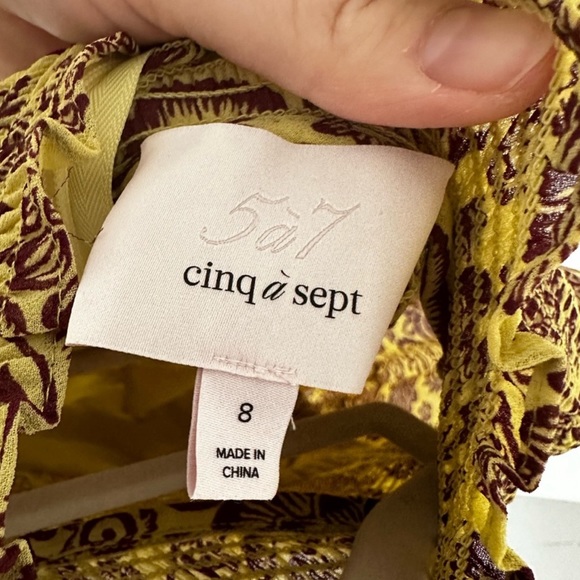 5à7
cinq à sept
8
MADE IN
CHINA